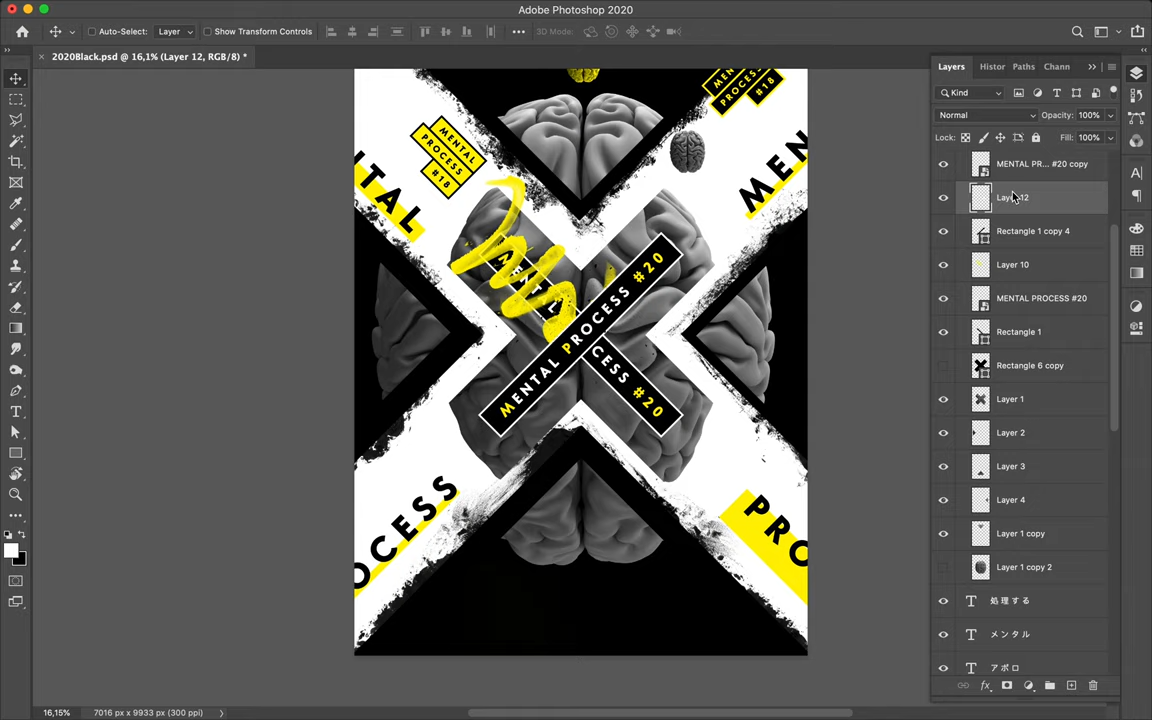 Adobe Photoshop 2020
Auto-Select:
Layer
Show Transform Controls
3D Mode:
2020Black.psd @ 16,1% (Layer 12, RGB/8) *
Layers
Histor
Paths
Chann
Kind
Normal
Opacity: 100%
Lock:
Fill: 100%
MENTAL PR... #20 copy
Layer 12
Rectangle 1 copy 4
Layer 10
MENTAL PROCESS #20
Rectangle 1
Rectangle 6 copy
Layer 1
Layer 2
Layer 3
Layer 4
Layer 1 copy
Layer 1 copy 2
処理する
メンタル
アポロ
MENTAL
PROCESS
#18
MEN
PROCESS
#18
NTAL
MEN
MENTAL PROCESS #20
MENTAL
CESS #20
OCESS
PRO
16,15%
7016 px x 9933 px (300 ppi)